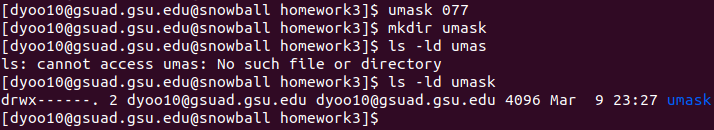 [dyoo10@gsuad.gsu.edu@snowball homework3]$ umask 077
[dyoo10@gsuad.gsu.edu@snowball homework3]$ mkdir umask
[dyoo10@gsuad.gsu.edu@snowball homework3]$ ls -ld umas
ls: cannot access umas: No such file or directory
[dyoo10@gsuad.gsu.edu@snowball homework3]$ ls -ld umask
drwx------. 2 dyoo10@gsuad.gsu.edu dyoo10@gsuad.gsu.edu 4096 Mar  9 23:27 umask
[dyoo10@gsuad.gsu.edu@snowball homework3]$